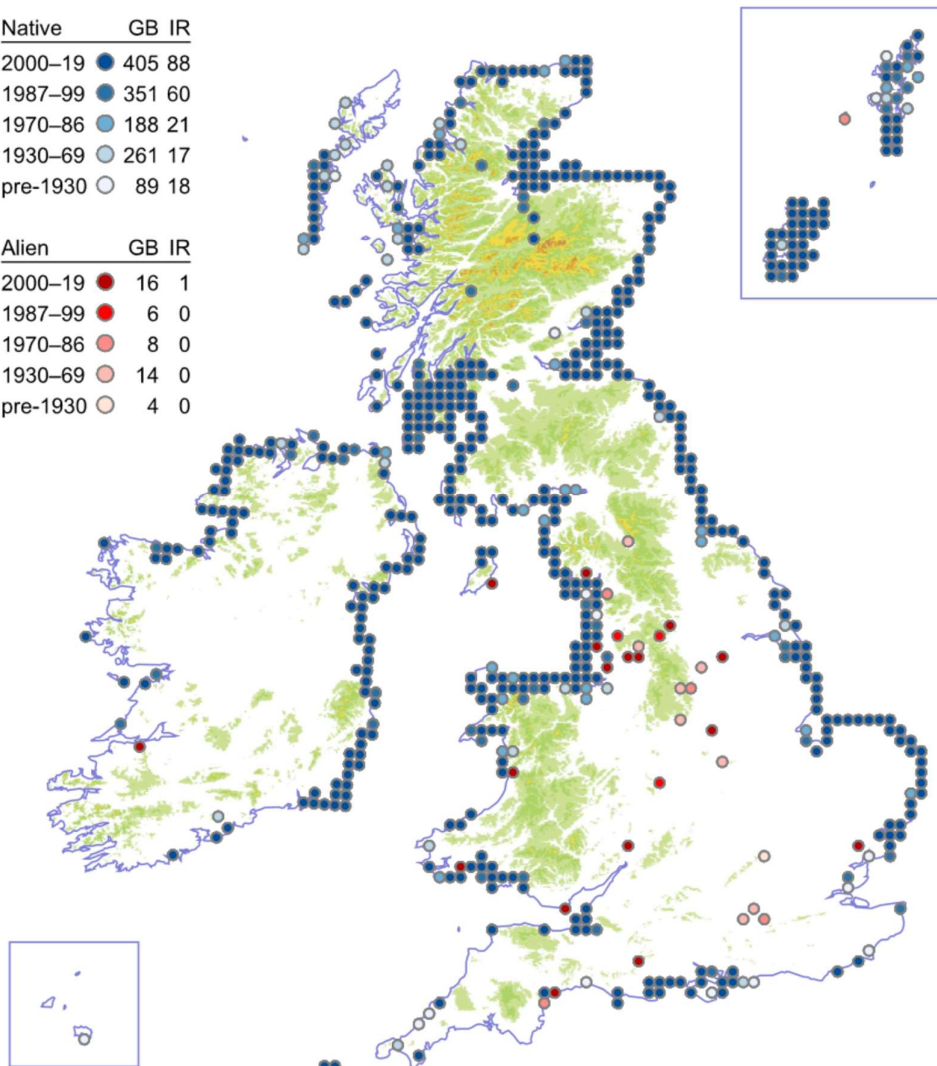 Native GB IR
2000–19 405 88
1987–99 351 60
1970–86 188 21
1930–69 261 17
pre-1930 89 18
Alien GB IR
2000–19 16 1
1987–99 6 0
1970–86 8 0
1930–69 14 0
pre-1930 4 0